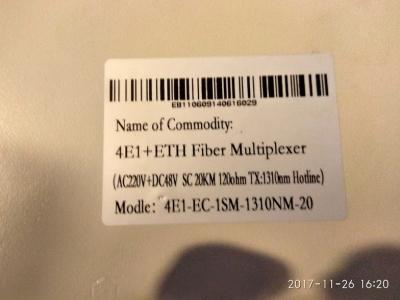 EB110609140616029
Name of Commodity:
4E1+ETH Fiber Multiplexer
(AC220V+DC48V SC 20KM 120ohm TX:1310nm Hotline)
Modle: 4E1-EC-1SM-1310NM-20
2017-11-26 16:20